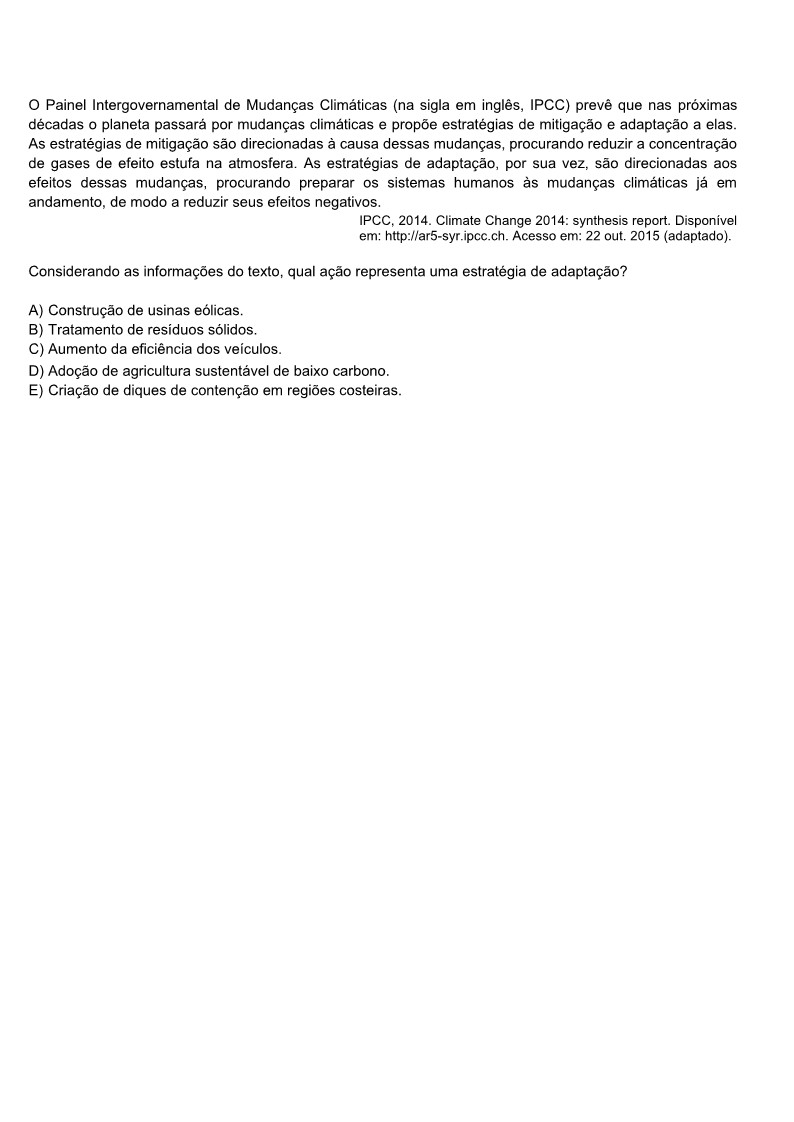 O Painel Intergovernamental de Mudanças Climáticas (na sigla em inglês, IPCC) prevê que nas próximas
décadas o planeta passará por mudanças climáticas e propõe estratégias de mitigação e adaptação a elas.
As estratégias de mitigação são direcionadas à causa dessas mudanças, procurando reduzir a concentração
de gases de efeito estufa na atmosfera. As estratégias de adaptação, por sua vez, são direcionadas aos
efeitos dessas mudanças, procurando preparar os sistemas humanos às mudanças climáticas já em
andamento, de modo a reduzir seus efeitos negativos.
IPCC, 2014. Climate Change 2014: synthesis report. Disponível
em: http://ar5-syr.ipcc.ch. Acesso em: 22 out. 2015 (adaptado).
Considerando as informações do texto, qual ação representa uma estratégia de adaptação?
A) Construção de usinas eólicas.
B) Tratamento de resíduos sólidos.
C) Aumento da eficiência dos veículos.
D) Adoção de agricultura sustentável de baixo carbono.
E) Criação de diques de contenção em regiões costeiras.